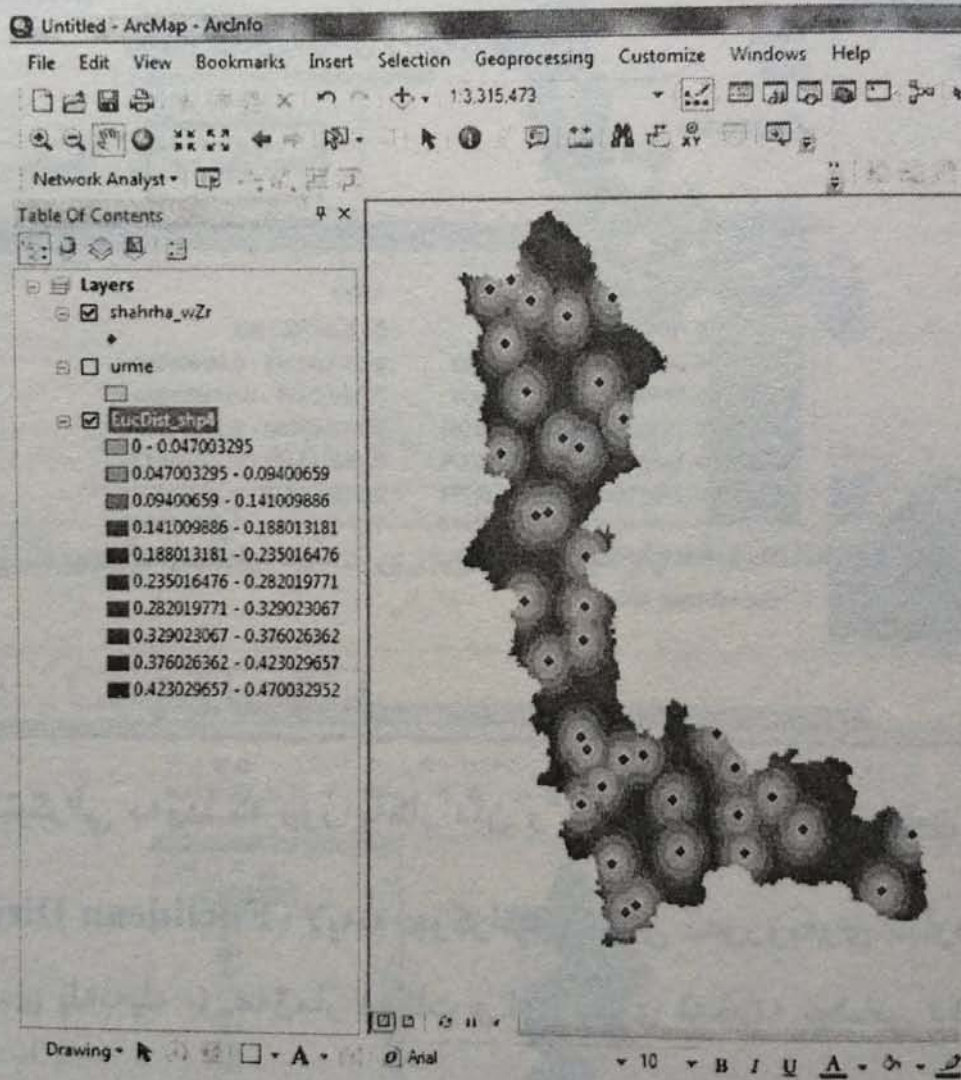 Untitled - ArcMap - ArcInfo
File Edit View Bookmarks Insert Selection Geoprocessing Customize Windows Help
1:3,315,473
Network Analyst
Table Of Contents
Layers
shahrha_wZr
urme
EucDist_shp4
0 - 0.047003295
0.047003295 - 0.09400659
0.09400659 - 0.141009886
0.141009886 - 0.188013181
0.188013181 - 0.235016476
0.235016476 - 0.282019771
0.282019771 - 0.329023067
0.329023067 - 0.376026362
0.376026362 - 0.423029657
0.423029657 - 0.470032952
Drawing A Arial 10 B I U A